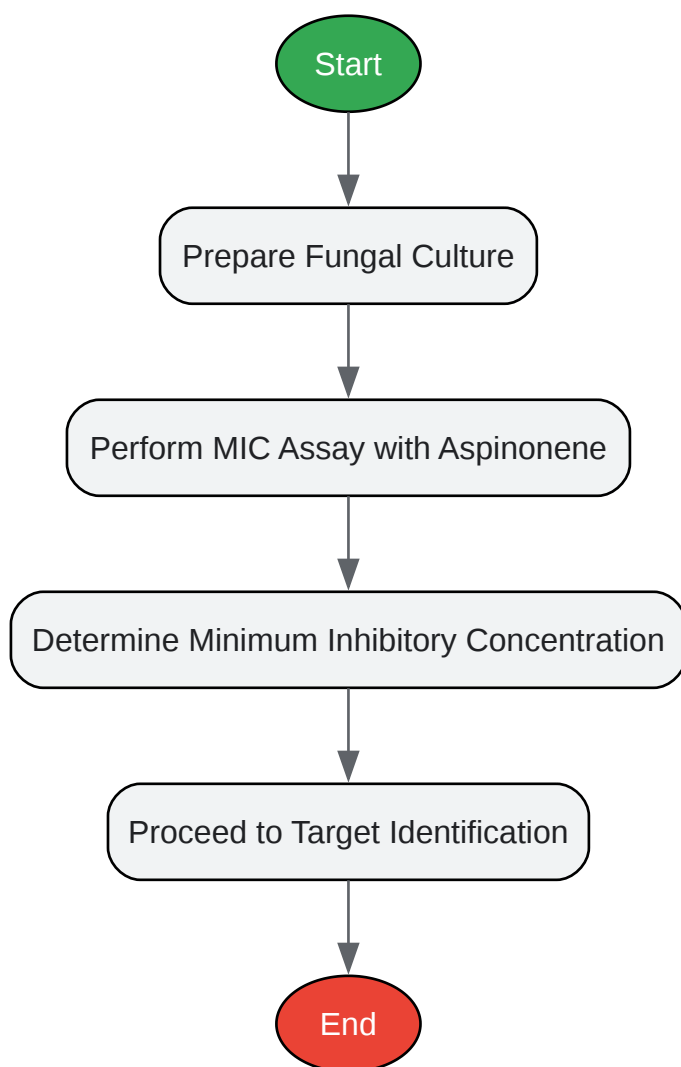 Start
Prepare Fungal Culture
Perform MIC Assay with Aspinonene
Determine Minimum Inhibitory Concentration
Proceed to Target Identification
End